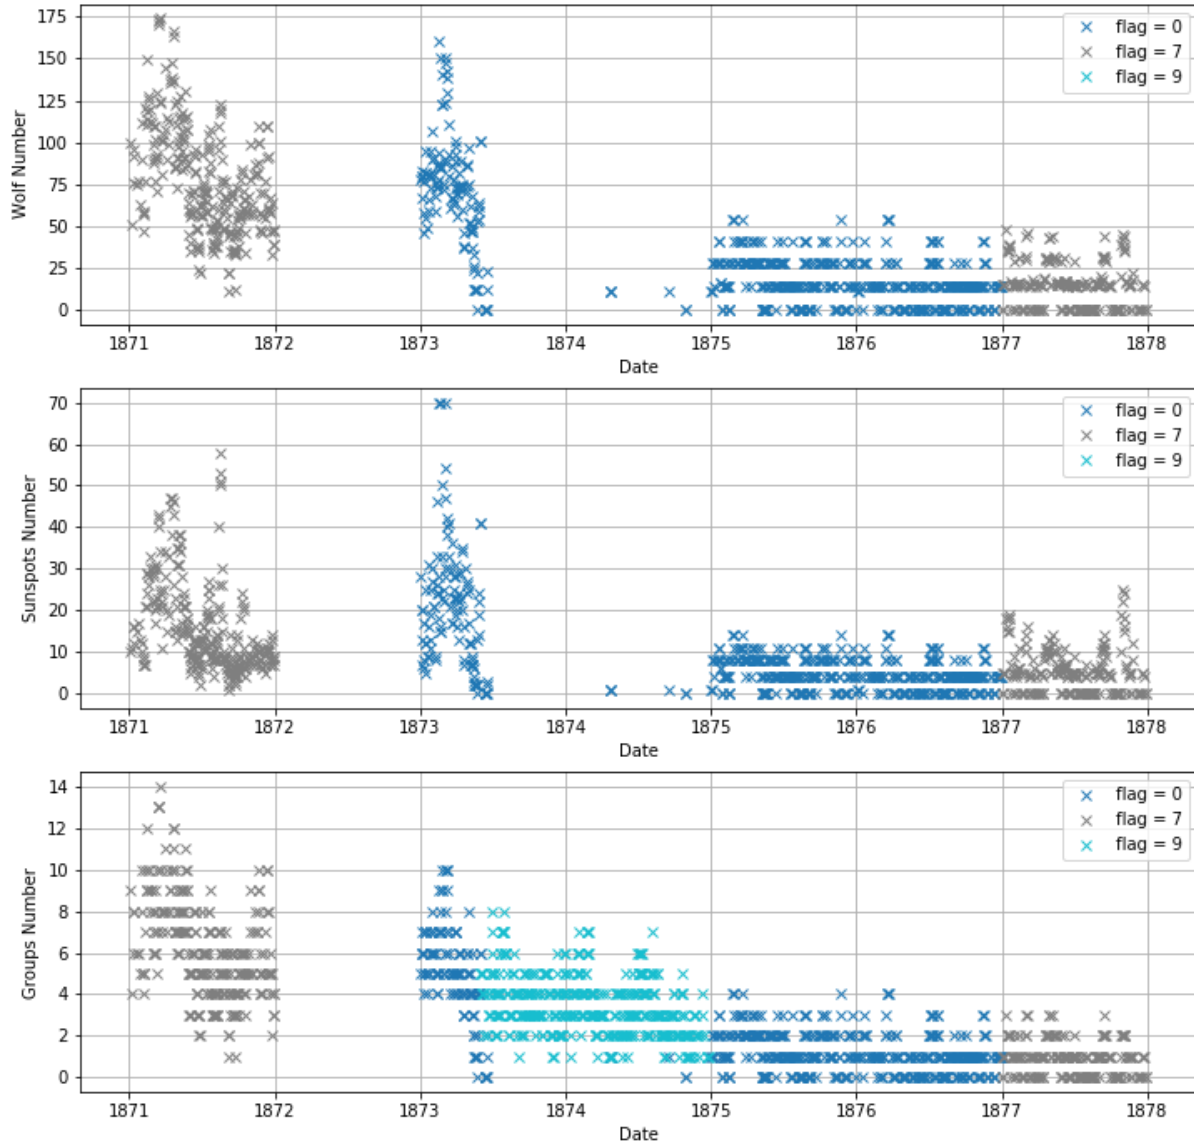 175
150
125
100
75
50
25
0
Wolf Number
flag = 0
flag = 7
flag = 9
1871 1872 1873 1874 1875 1876 1877 1878
Date
70
60
50
40
30
20
10
0
Sunspots Number
flag = 0
flag = 7
flag = 9
1871 1872 1873 1874 1875 1876 1877 1878
Date
14
12
10
8
6
4
2
0
Groups Number
flag = 0
flag = 7
flag = 9
1871 1872 1873 1874 1875 1876 1877 1878
Date